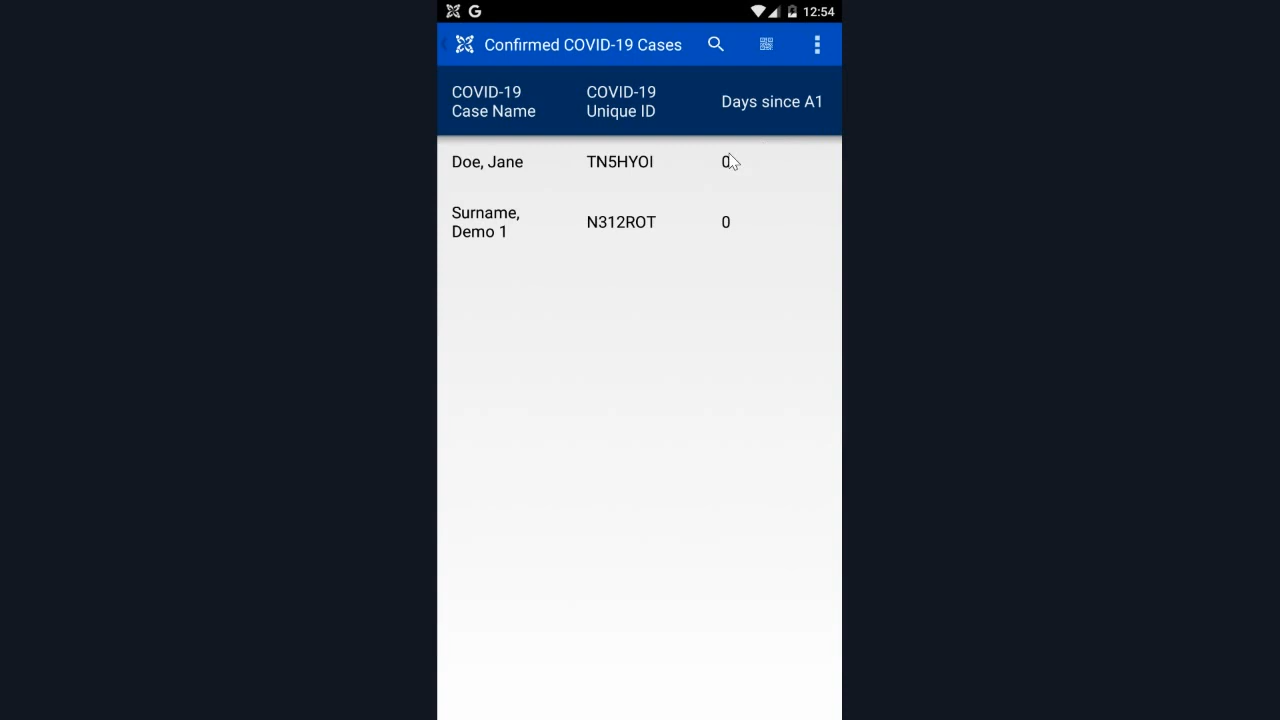 12:54
Confirmed COVID-19 Cases
COVID-19
Case Name
COVID-19
Unique ID
Days since A1
Doe, Jane
TN5HYOI
0
Surname,
Demo 1
N312ROT
0